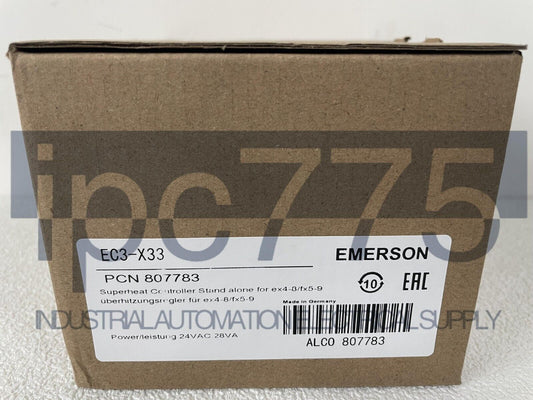 ipc775
EC3-X33
EMERSON
PCN 807783
Superheat Controller Stand alone for ex4-8/fx5-9
überhitzungsregler für ex4-8/fx5-9
10
EAC
Made in Germany
INDUSTRIAL AUTOMATION ELECTRICAL SUPPLY
Power/leistung 24VAC.28VA
ALCO 807783